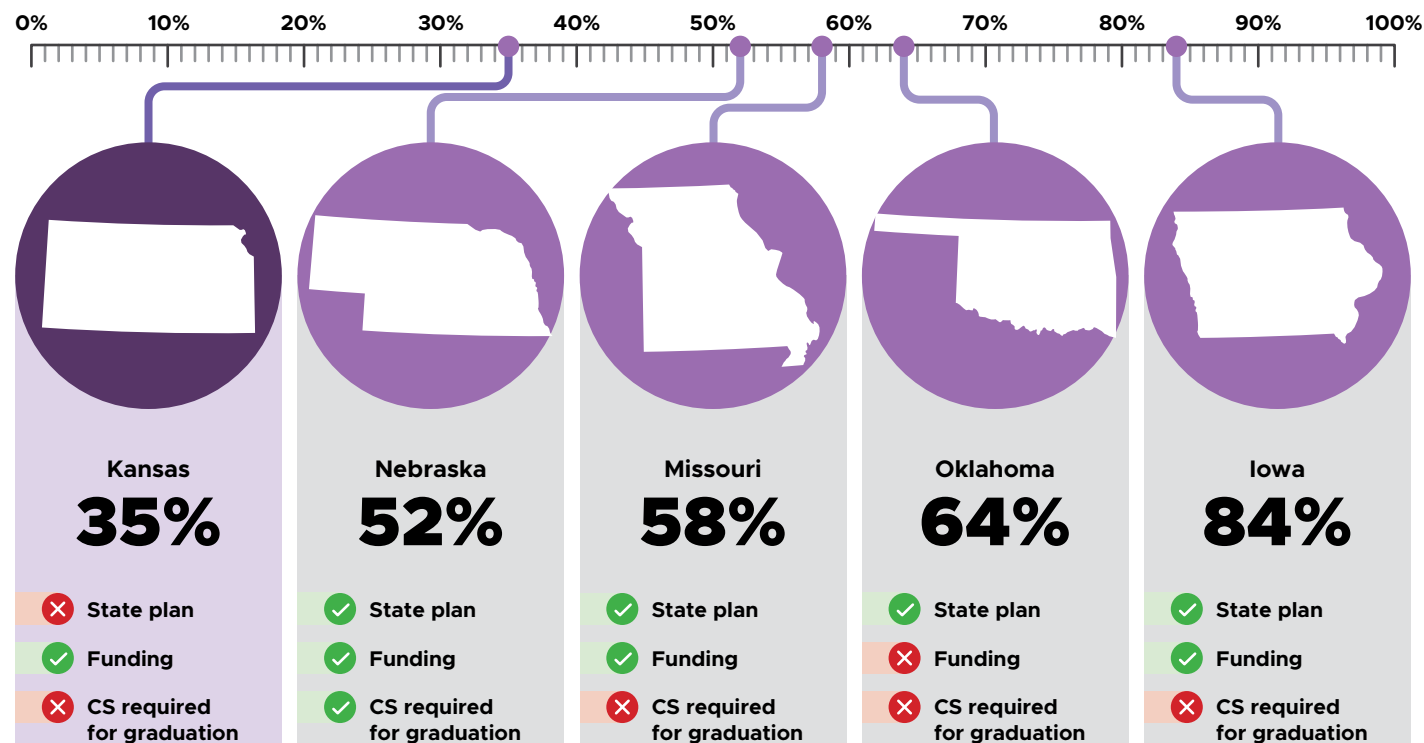 0% 10% 20% 30% 40% 50% 60% 70% 80% 90% 100%
Kansas
35%
State plan
Funding
CS required
for graduation
Nebraska
52%
State plan
Funding
CS required
for graduation
Missouri
58%
State plan
Funding
CS required
for graduation
Oklahoma
64%
State plan
Funding
CS required
for graduation
Iowa
84%
State plan
Funding
CS required
for graduation